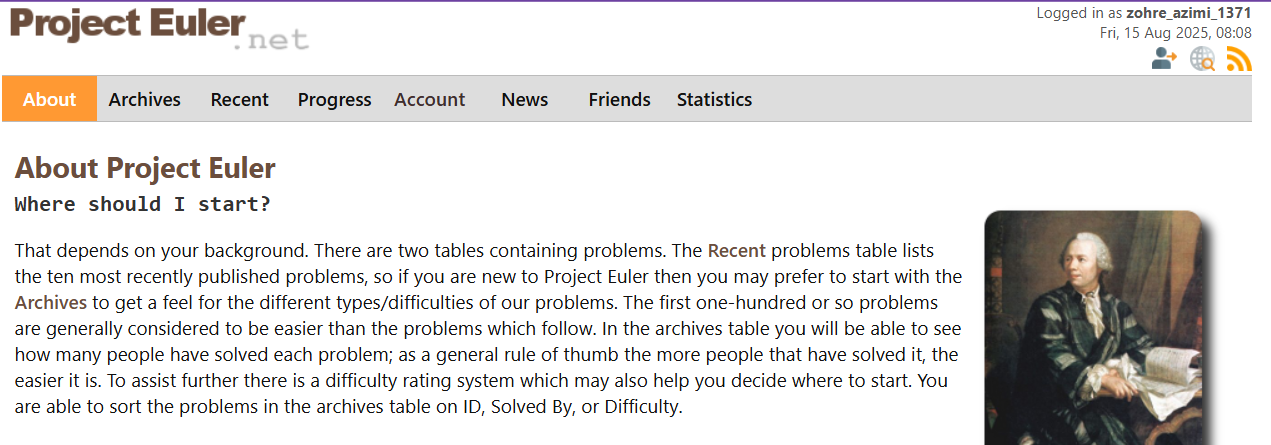 Project Euler
.net
Logged in as zohre_azimi_1371
Fri, 15 Aug 2025, 08:08
About Archives Recent Progress Account News Friends Statistics
About Project Euler
Where should I start?
That depends on your background. There are two tables containing problems. The Recent problems table lists
the ten most recently published problems, so if you are new to Project Euler then you may prefer to start with the
Archives to get a feel for the different types/difficulties of our problems. The first one-hundred or so problems
are generally considered to be easier than the problems which follow. In the archives table you will be able to see
how many people have solved each problem; as a general rule of thumb the more people that have solved it, the
easier it is. To assist further there is a difficulty rating system which may also help you decide where to start. You
are able to sort the problems in the archives table on ID, Solved By, or Difficulty.